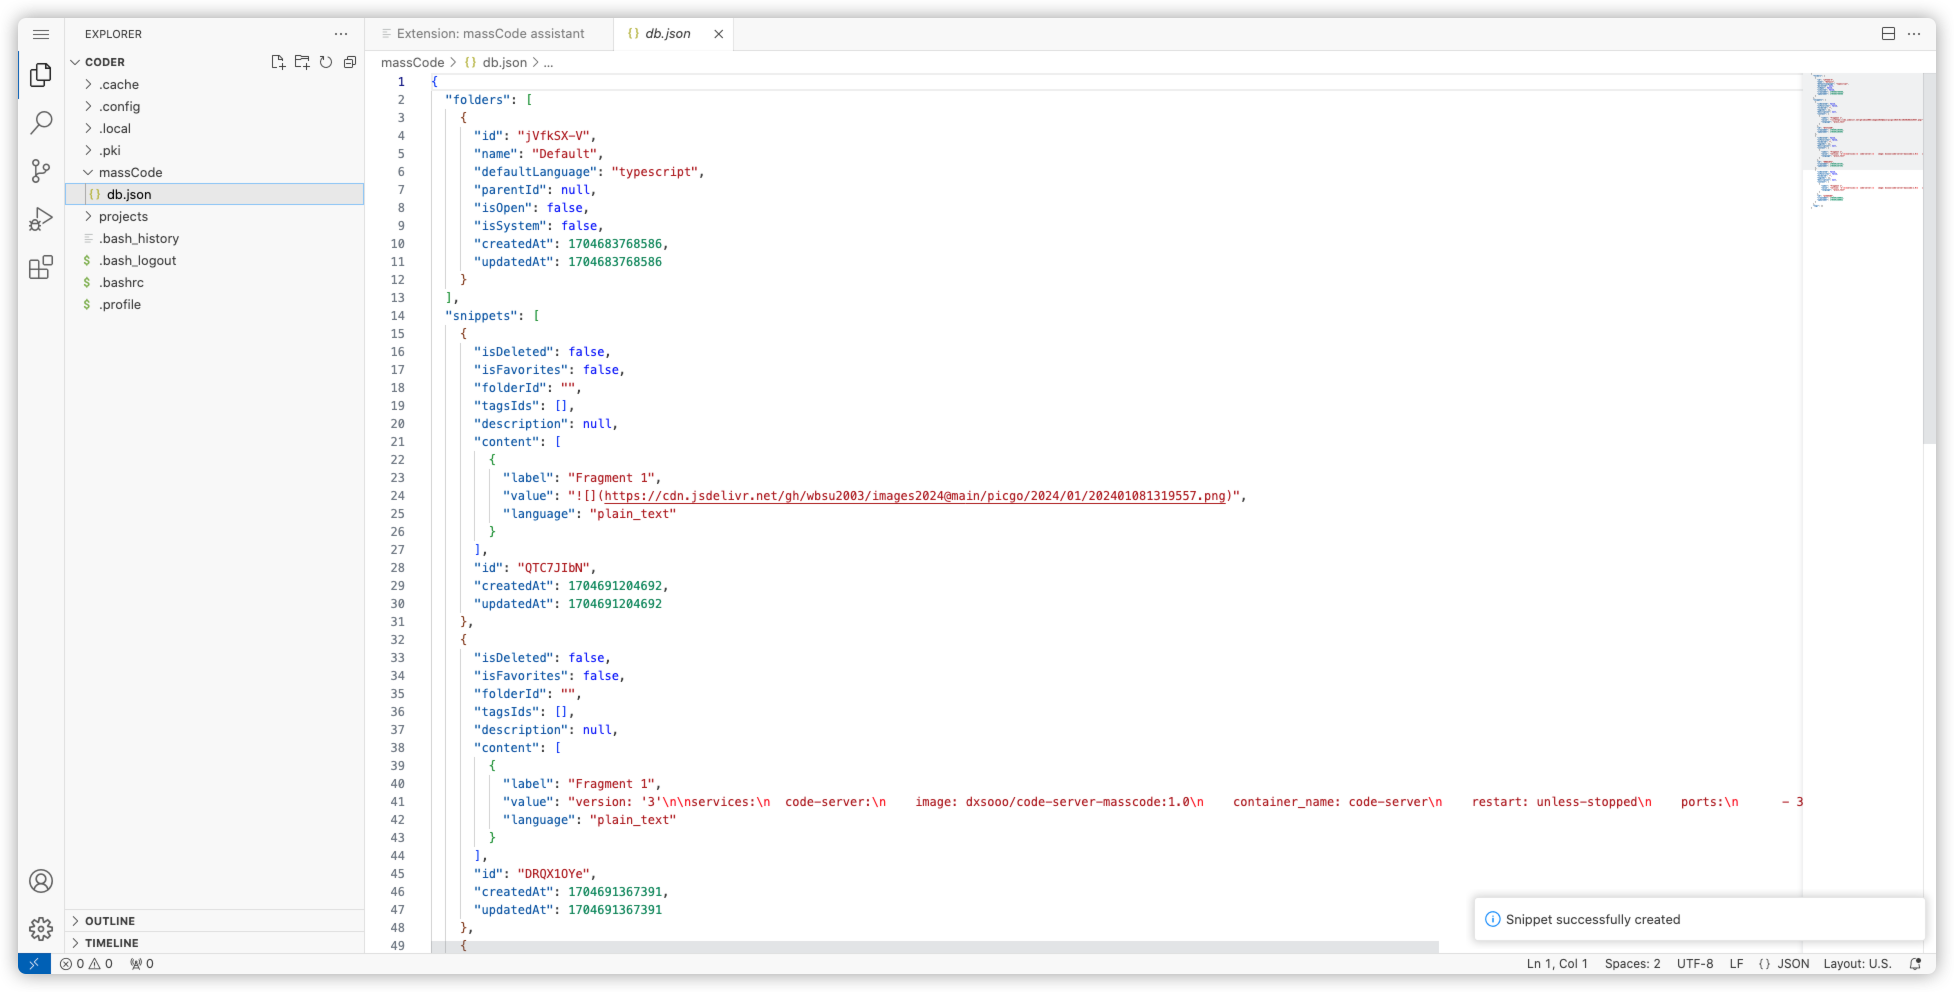 EXPLORER
CODER
.cache
.config
.local
.pki
massCode
{} db.json
projects
.bash_history
$ .bash_logout
$ .bashrc
$ .profile
OUTLINE
TIMELINE
Extension: massCode assistant
{} db.json
massCode > {} db.json > ...
1 {
2 "folders": [
3 {
4 "id": "jVfkSX-V",
5 "name": "Default",
6 "defaultLanguage": "typescript",
7 "parentId": null,
8 "isOpen": false,
9 "isSystem": false,
10 "createdAt": 1704683768586,
11 "updatedAt": 1704683768586
12 }
13 ],
14 "snippets": [
15 {
16 "isDeleted": false,
17 "isFavorites": false,
18 "folderId": "",
19 "tagsIds": [],
20 "description": null,
21 "content": [
22 {
23 "label": "Fragment 1",
24 "value": "![](https://cdn.jsdelivr.net/gh/wbsu2003/images2024@main/picgo/2024/01/202401081319557.png)",
25 "language": "plain_text"
26 }
27 ],
28 "id": "QTC7JIbN",
29 "createdAt": 1704691204692,
30 "updatedAt": 1704691204692
31 },
32 {
33 "isDeleted": false,
34 "isFavorites": false,
35 "folderId": "",
36 "tagsIds": [],
37 "description": null,
38 "content": [
39 {
40 "label": "Fragment 1",
41 "value": "version: '3'\n\nservices:\n  code-server:\n    image: dxsooo/code-server-masscode:1.0\n    container_name: code-server\n    restart: unless-stopped\n    ports:\n      - 3
42 "language": "plain_text"
43 }
44 ],
45 "id": "DRQX1OYe",
46 "createdAt": 1704691367391,
47 "updatedAt": 1704691367391
48 },
49 {
Snippet successfully created
0 0 0
Ln 1, Col 1 Spaces: 2 UTF-8 LF {} JSON Layout: U.S.